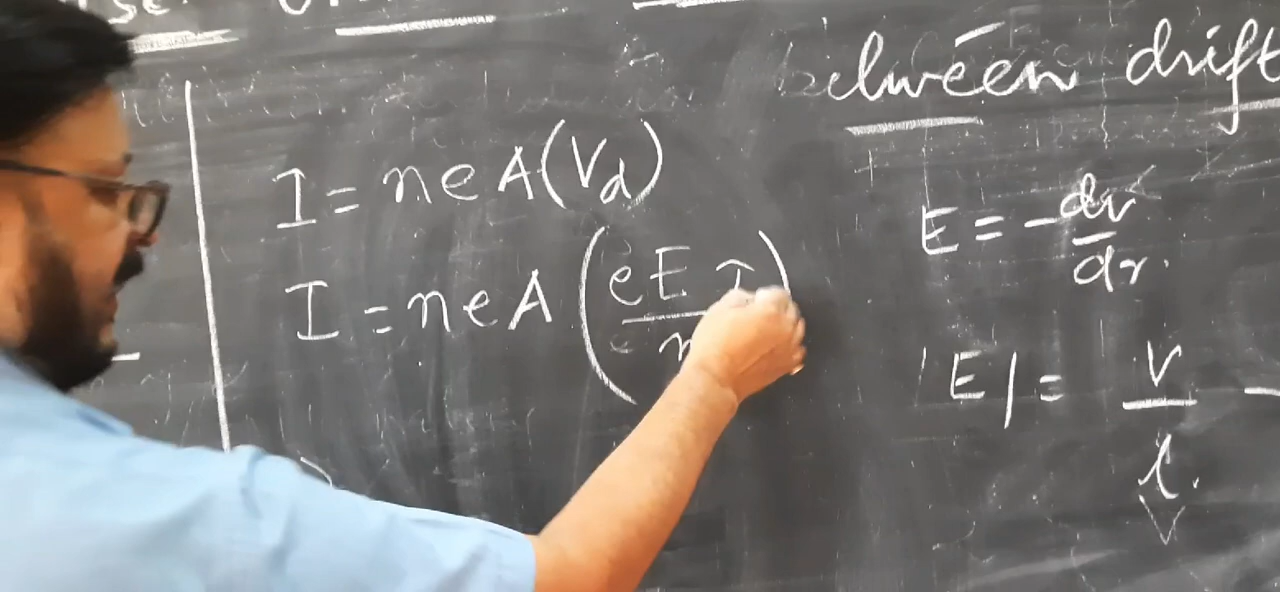 between drift
I = neA(Vd)
I = neA(eE τ
E = -dv/dr.
|E| = V/l.